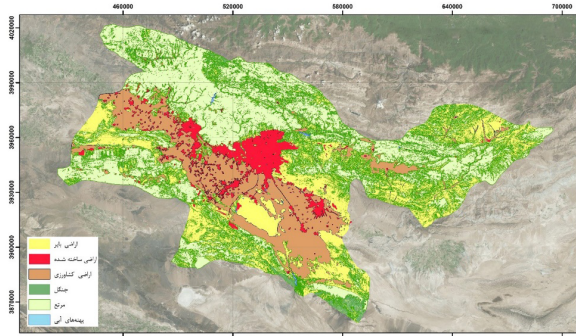 460000 520000 580000 640000 700000
4020000
3990000
3960000
3930000
3900000
3870000
اراضی بایر
اراضی ساخته شده
اراضی کشاورزی
جنگل
مرتع
پهنه‌های آبی